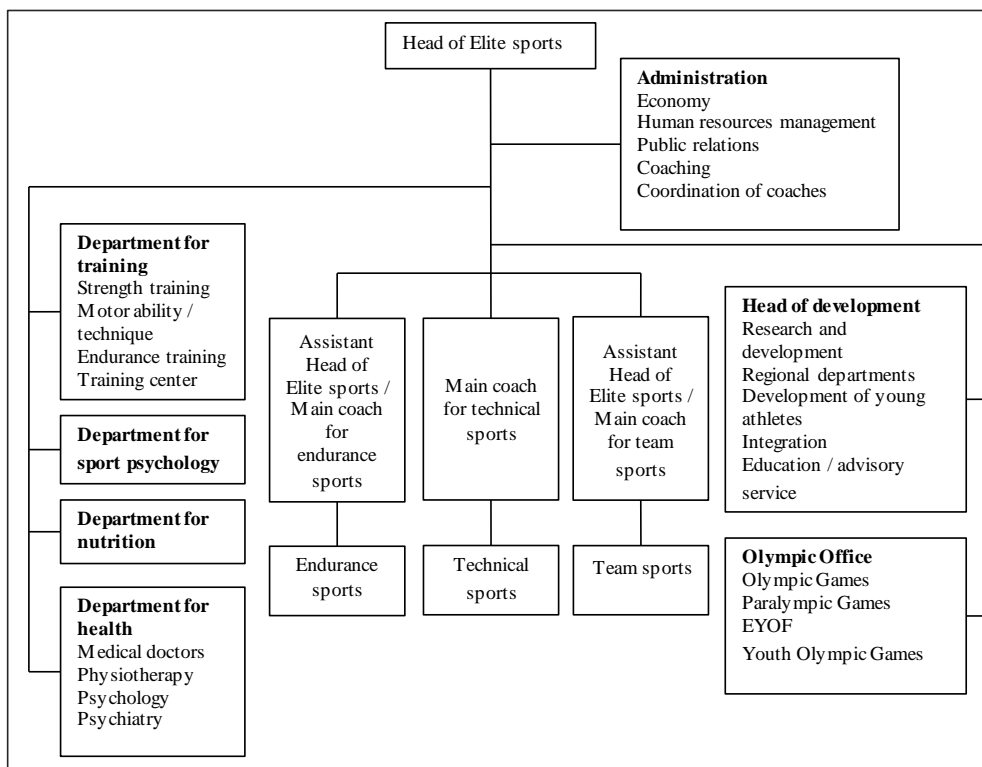 Head of Elite sports
Administration
Economy
Human resources management
Public relations
Coaching
Coordination of coaches
Department for
training
Strength training
Motor ability /
technique
Endurance training
Training center
Department for
sport psychology
Department for
nutrition
Department for
health
Medical doctors
Physiotherapy
Psychology
Psychiatry
Assistant
Head of
Elite sports /
Main coach
for
endurance
sports
Endurance
sports
Main coach
for technical
sports
Technical
sports
Assistant
Head of
Elite sports /
Main coach
for team
sports
Team sports
Head of development
Research and
development
Regional departments
Development of young
athletes
Integration
Education / advisory
service
Olympic Office
Olympic Games
Paralympic Games
EYOF
Youth Olympic Games